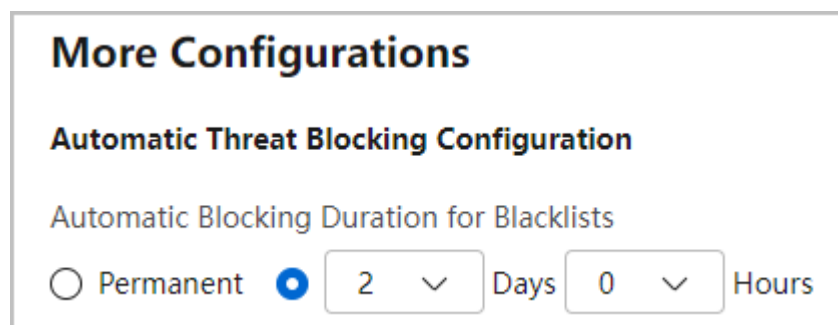 More Configurations
Automatic Threat Blocking Configuration
Automatic Blocking Duration for Blacklists
Permanent 2 Days 0 Hours